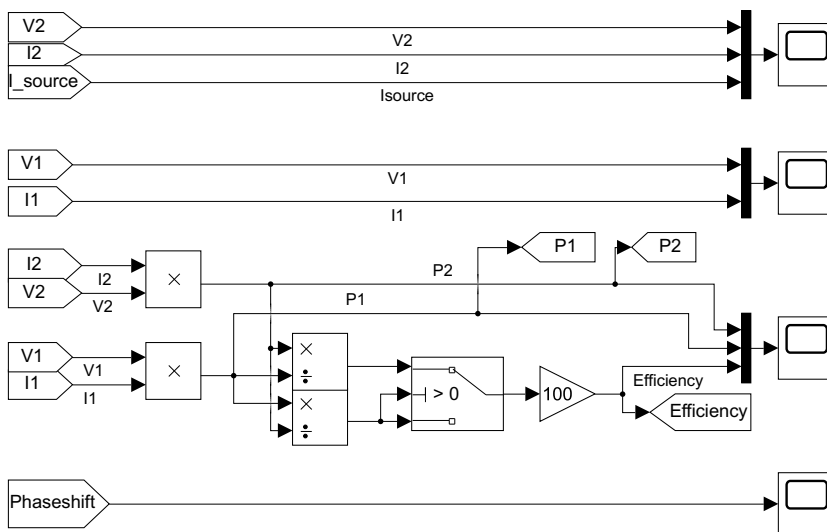 V2
V2
I2
I2
I_source
Isource
V1
V1
I1
I1
P1
P2
I2
I2
P2
V2
V2
×
P1
V1
V1
I1
I1
×
×
÷
×
÷
> 0
100
Efficiency
Efficiency
Phaseshift